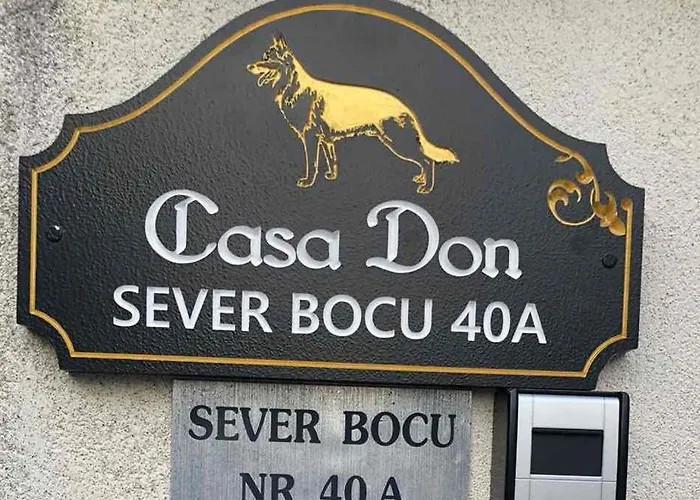 Casa Don
SEVER BOCU 40A
SEVER BOCU
NR 40 A